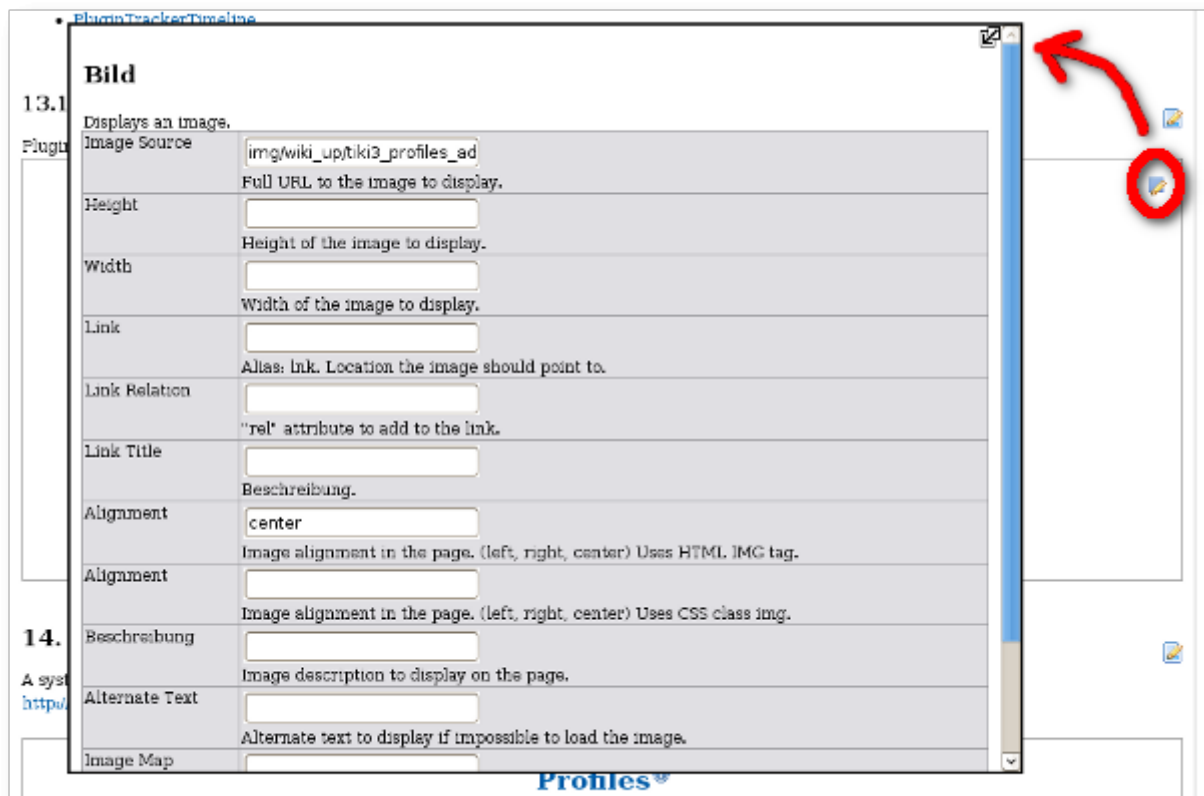 PluginTrackerTimeline
Bild
13.1
Displays an image.
Plugin
Image Source
img/wiki_up/tiki3_profiles_ad
Full URL to the image to display.
Height
Height of the image to display.
Width
Width of the image to display.
Link
Alias: lnk. Location the image should point to.
Link Relation
"rel" attribute to add to the link.
Link Title
Beschreibung.
Alignment
center
Image alignment in the page. (left, right, center) Uses HTML IMG tag.
Alignment
Image alignment in the page. (left, right, center) Uses CSS class img.
14.
Beschreibung
Image description to display on the page.
A syst
http:/
Alternate Text
Alternate text to display if impossible to load the image.
Image Map
Profiles®